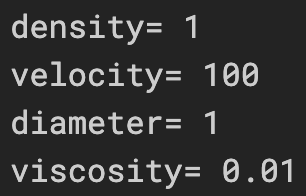 density= 1
velocity= 100
diameter= 1
viscosity= 0.01